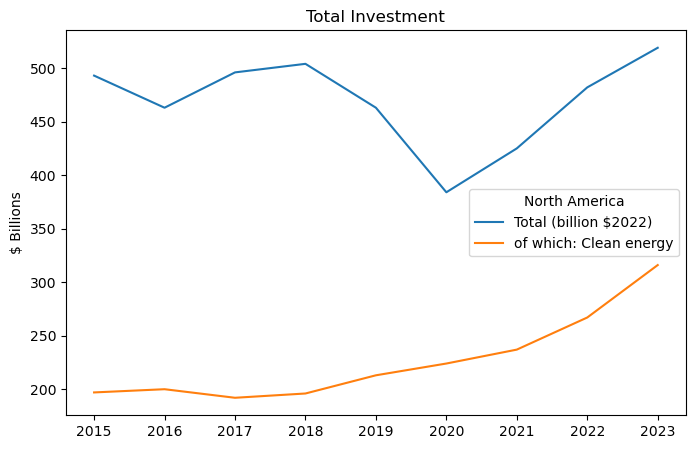 Total Investment
$ Billions
500
450
400
350
300
250
200
North America
Total (billion $2022)
of which: Clean energy
2015 2016 2017 2018 2019 2020 2021 2022 2023